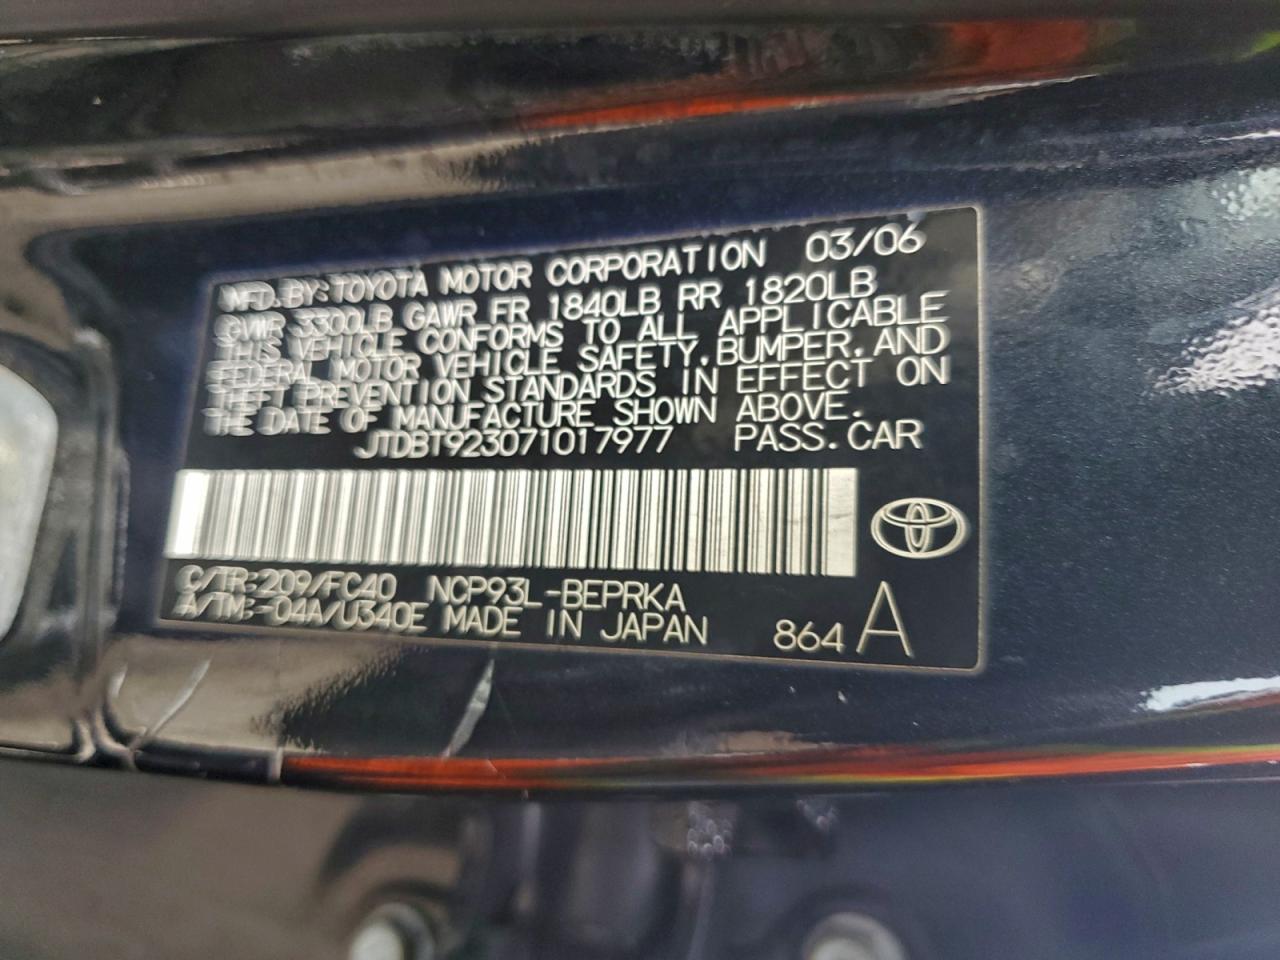 MFD.BY:TOYOTA MOTOR CORPORATION 03/06
GVWR 3300LB GAWR FR 1840LB RR 1820LB
THIS VEHICLE CONFORMS TO ALL APPLICABLE
FEDERAL MOTOR VEHICLE SAFETY,BUMPER,AND
THEFT PREVENTION STANDARDS IN EFFECT ON
THE DATE OF MANUFACTURE SHOWN ABOVE.
JTDBT923071017977 PASS.CAR
C/TR:209/FC40 NCP93L-BEPRKA
A/TM:-04A/U340E MADE IN JAPAN 864 A